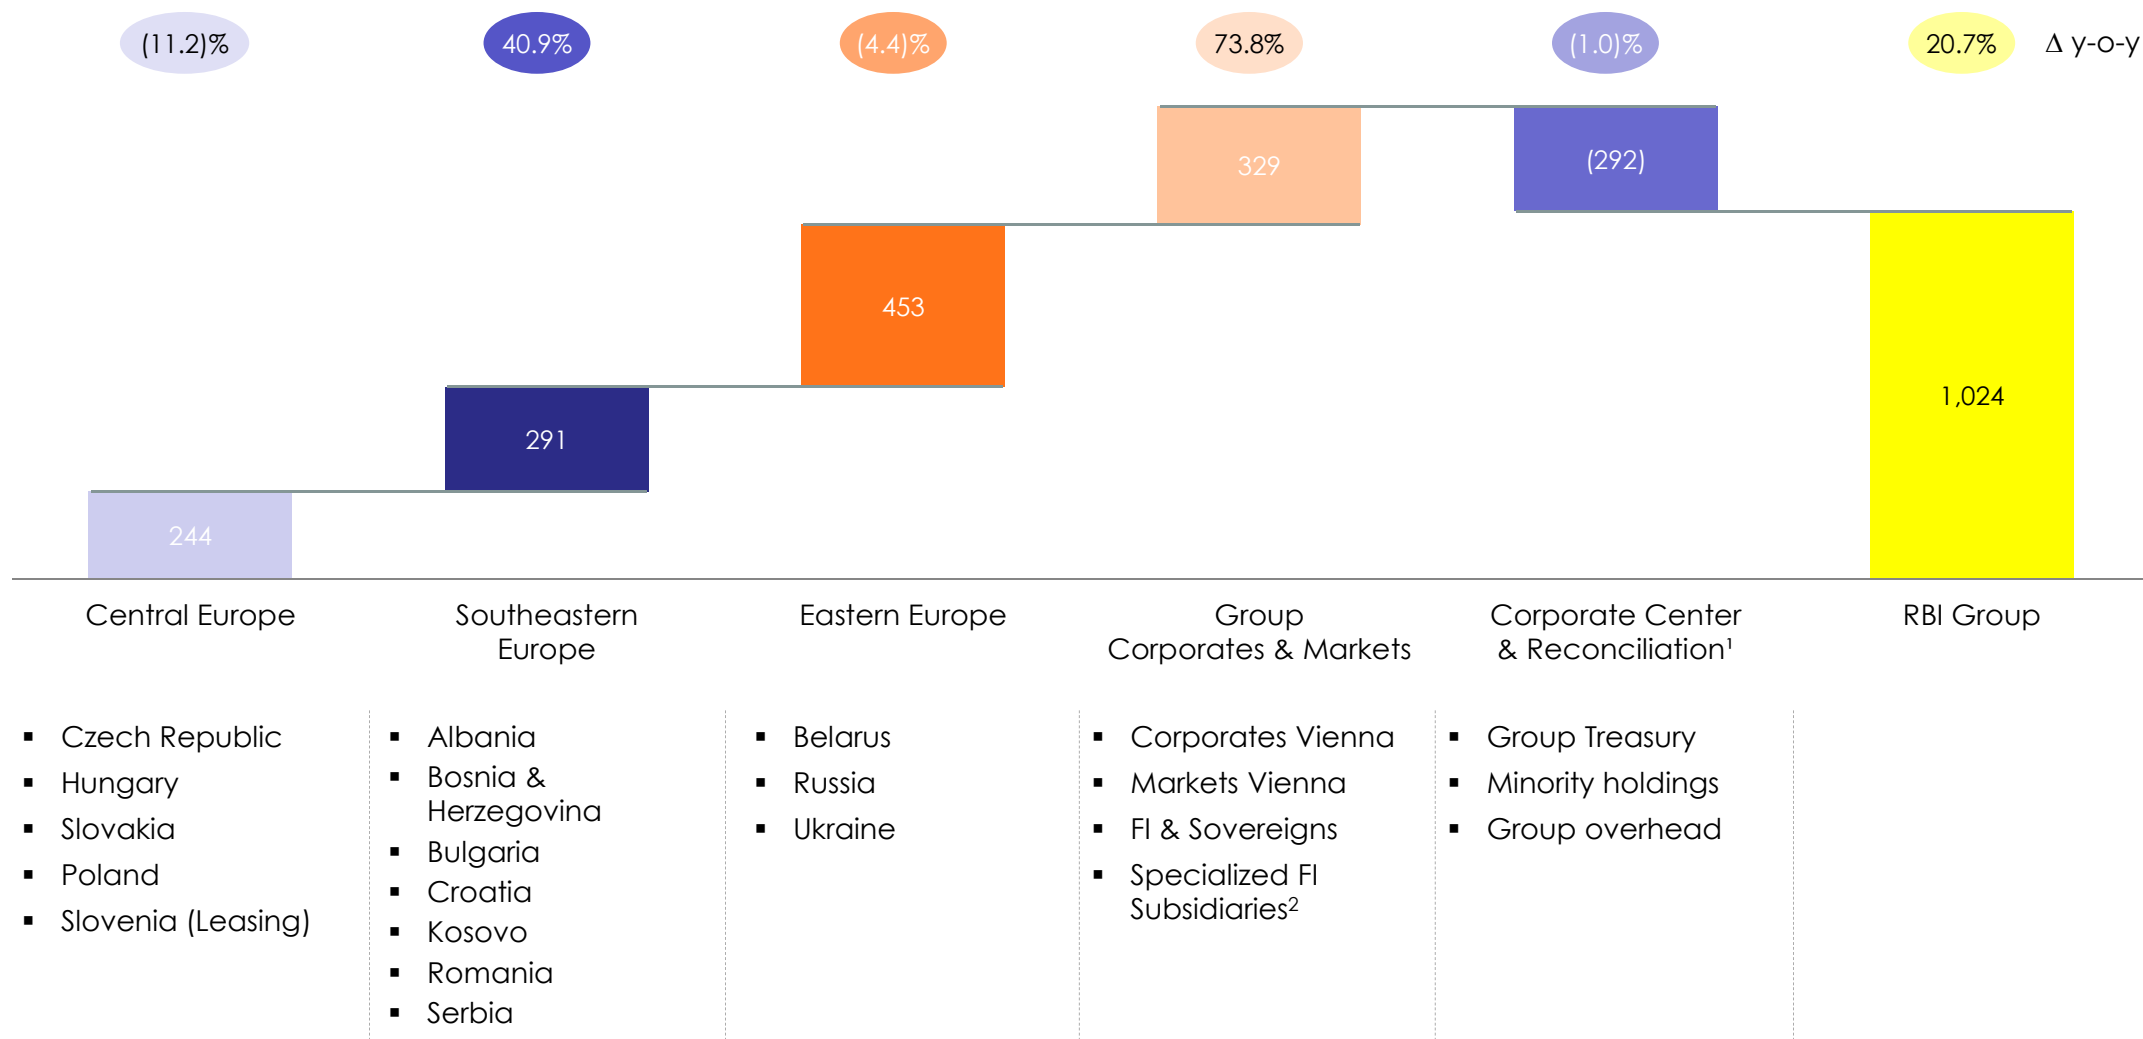 (11.2)%
40.9%
(4.4)%
73.8%
(1.0)%
20.7%
Δ y-o-y
244
291
453
329
(292)
1,024
Central Europe
Southeastern
Europe
Eastern Europe
Group
Corporates & Markets
Corporate Center
& Reconciliation¹
RBI Group
▪ Czech Republic
▪ Hungary
▪ Slovakia
▪ Poland
▪ Slovenia (Leasing)
▪ Albania
▪ Bosnia &
Herzegovina
▪ Bulgaria
▪ Croatia
▪ Kosovo
▪ Romania
▪ Serbia
▪ Belarus
▪ Russia
▪ Ukraine
▪ Corporates Vienna
▪ Markets Vienna
▪ FI & Sovereigns
▪ Specialized FI
Subsidiaries²
▪ Group Treasury
▪ Minority holdings
▪ Group overhead